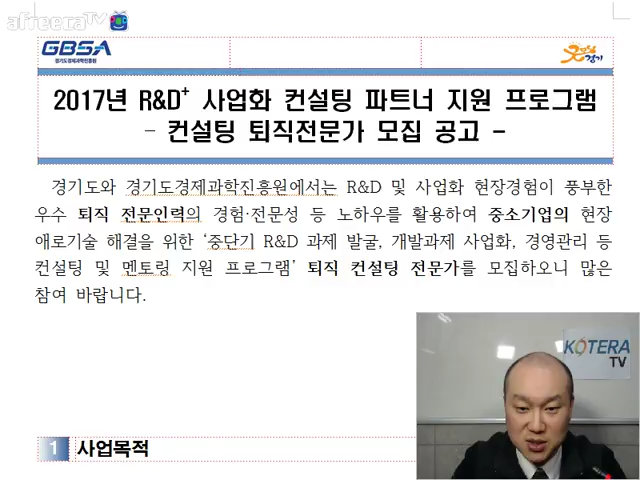 afreecaTV
GBSA
경기도경제과학진흥원
경기
2017년 R&D⁺ 사업화 컨설팅 파트너 지원 프로그램
- 컨설팅 퇴직전문가 모집 공고 -
경기도와 경기도경제과학진흥원에서는 R&D 및 사업화 현장경험이 풍부한
우수 퇴직 전문인력의 경험·전문성 등 노하우를 활용하여 중소기업의 현장
애로기술 해결을 위한 ‘중단기 R&D 과제 발굴, 개발과제 사업화, 경영관리 등
컨설팅 및 멘토링 지원 프로그램’ 퇴직 컨설팅 전문가를 모집하오니 많은
참여 바랍니다.
KOTERA
TV
1 사업목적